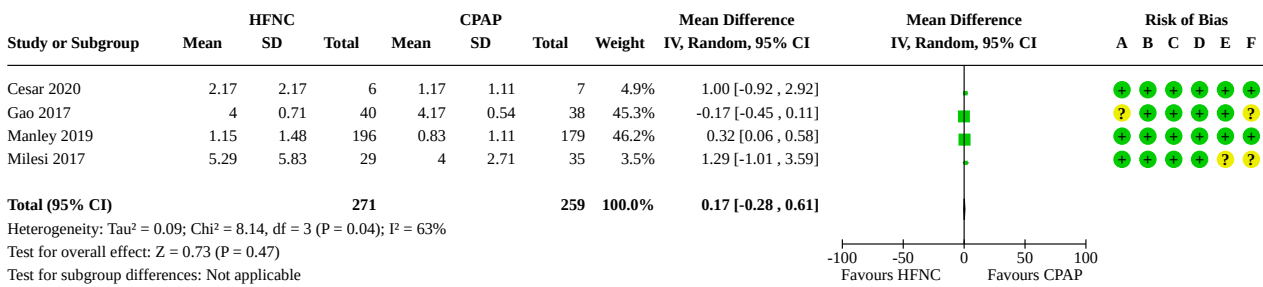 HFNC CPAP Mean Difference Mean Difference Risk of Bias
Study or Subgroup Mean SD Total Mean SD Total Weight IV, Random, 95% CI IV, Random, 95% CI A B C D E F
Cesar 2020 2.17 2.17 6 1.17 1.11 7 4.9% 1.00 [-0.92 , 2.92] + + + + + +
Gao 2017 4 0.71 40 4.17 0.54 38 45.3% -0.17 [-0.45 , 0.11] ? + + + + ?
Manley 2019 1.15 1.48 196 0.83 1.11 179 46.2% 0.32 [0.06 , 0.58] + + + + + +
Milesi 2017 5.29 5.83 29 4 2.71 35 3.5% 1.29 [-1.01 , 3.59] + + + + ? ?
Total (95% CI) 271 259 100.0% 0.17 [-0.28 , 0.61]
Heterogeneity: Tau² = 0.09; Chi² = 8.14, df = 3 (P = 0.04); I² = 63%
Test for overall effect: Z = 0.73 (P = 0.47)
-100 -50 0 50 100
Test for subgroup differences: Not applicable Favours HFNC Favours CPAP